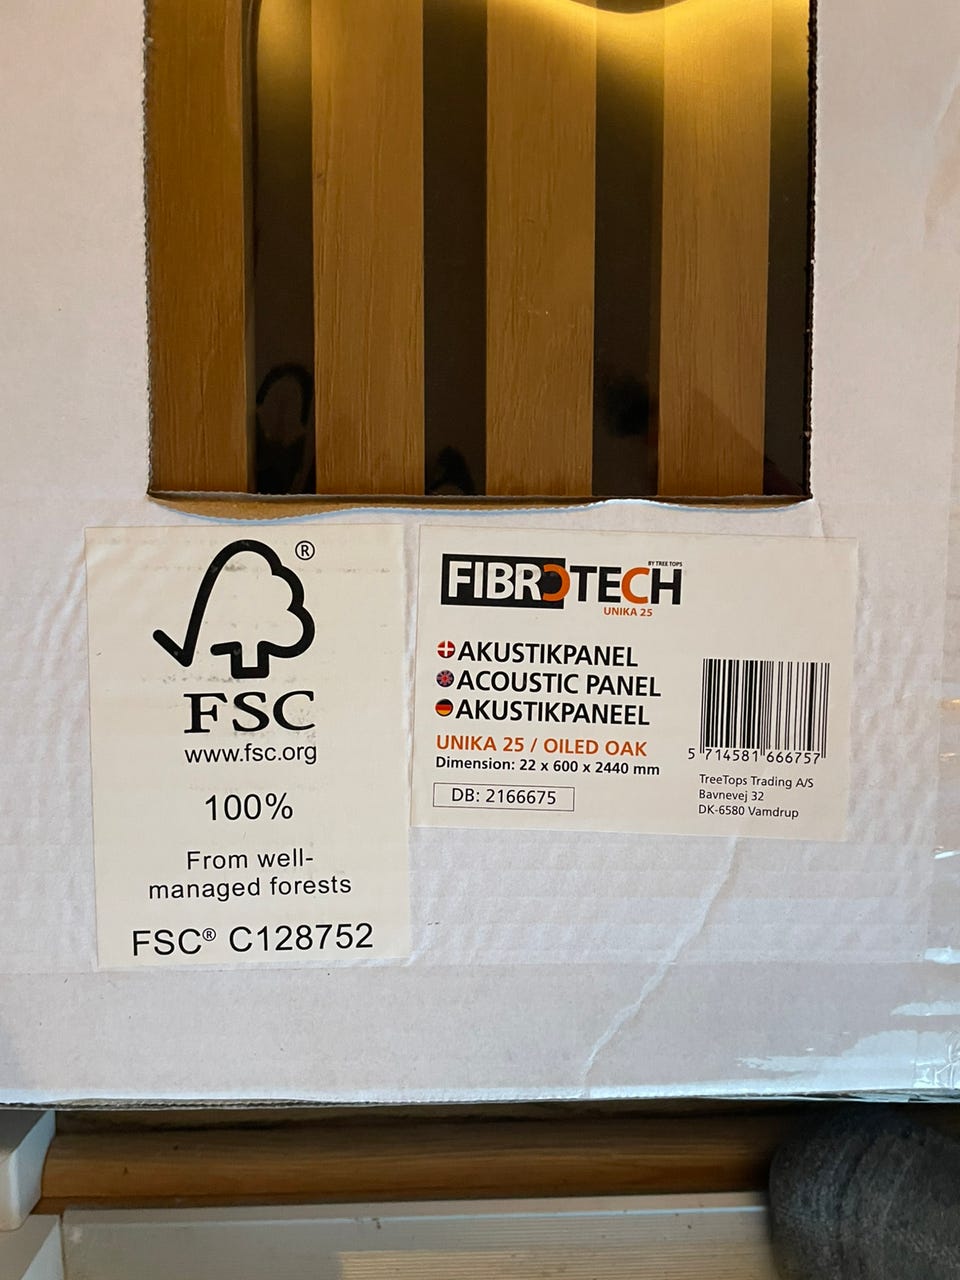 ®
FSC
www.fsc.org
100%
From well-
managed forests
FSC® C128752
FIBROTECH
BY TREE TOPS
UNIKA 25
AKUSTIKPANEL
ACOUSTIC PANEL
AKUSTIKPANEEL
UNIKA 25 / OILED OAK
Dimension: 22 x 600 x 2440 mm
DB: 2166675
5 714581 666757
TreeTops Trading A/S
Bavnevej 32
DK-6580 Vamdrup